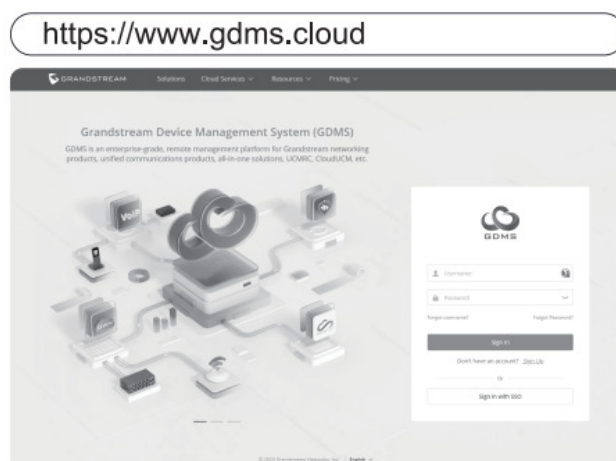 https://www.gdms.cloud
GRANDSTREAM Solutions Cloud Services Resources Pricing
Grandstream Device Management System (GDMS)
GDMS is an enterprise-grade, remote management platform for Grandstream networking
products, unified communications products, all-in-one solutions, UCMRC, CloudUCM, etc.
VoIP
GDMS
Username
Password
Forgot username? Forgot Password?
Sign In
Don't have an account? Sign Up
Or
Sign in with SSO
English